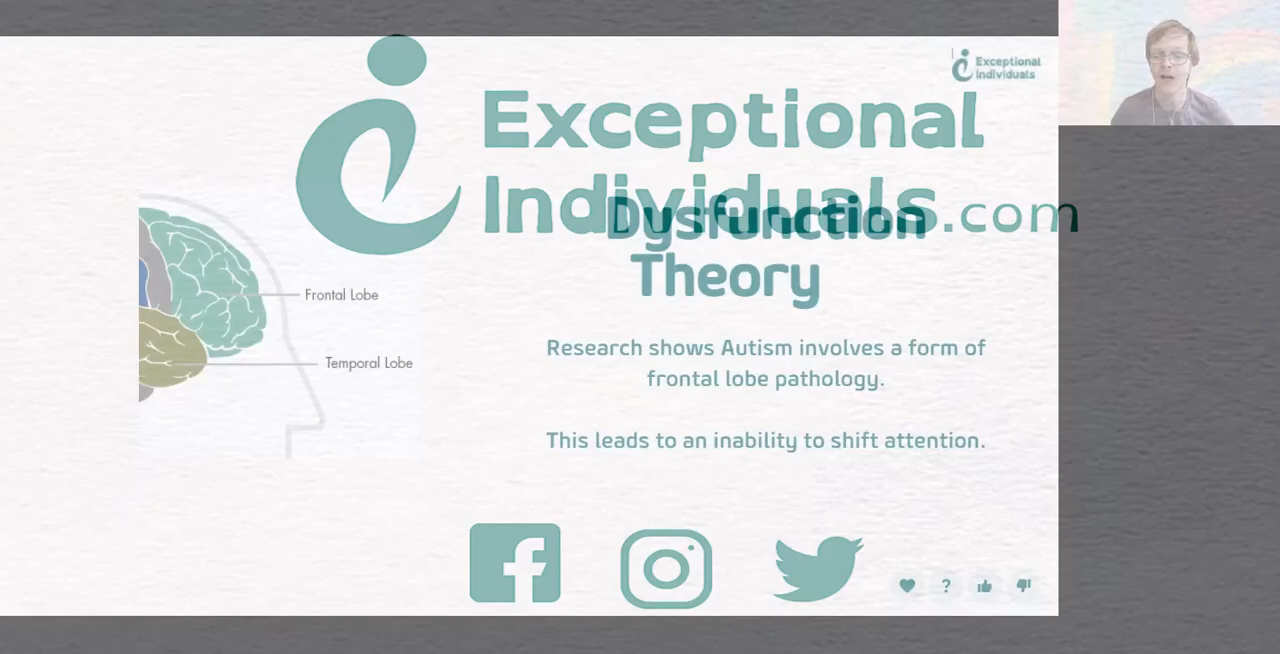 Exceptional
Individuals
Exceptional
Individuals.com
Dysfunction
Theory
Frontal Lobe
Temporal Lobe
Research shows Autism involves a form of
frontal lobe pathology.
This leads to an inability to shift attention.
?